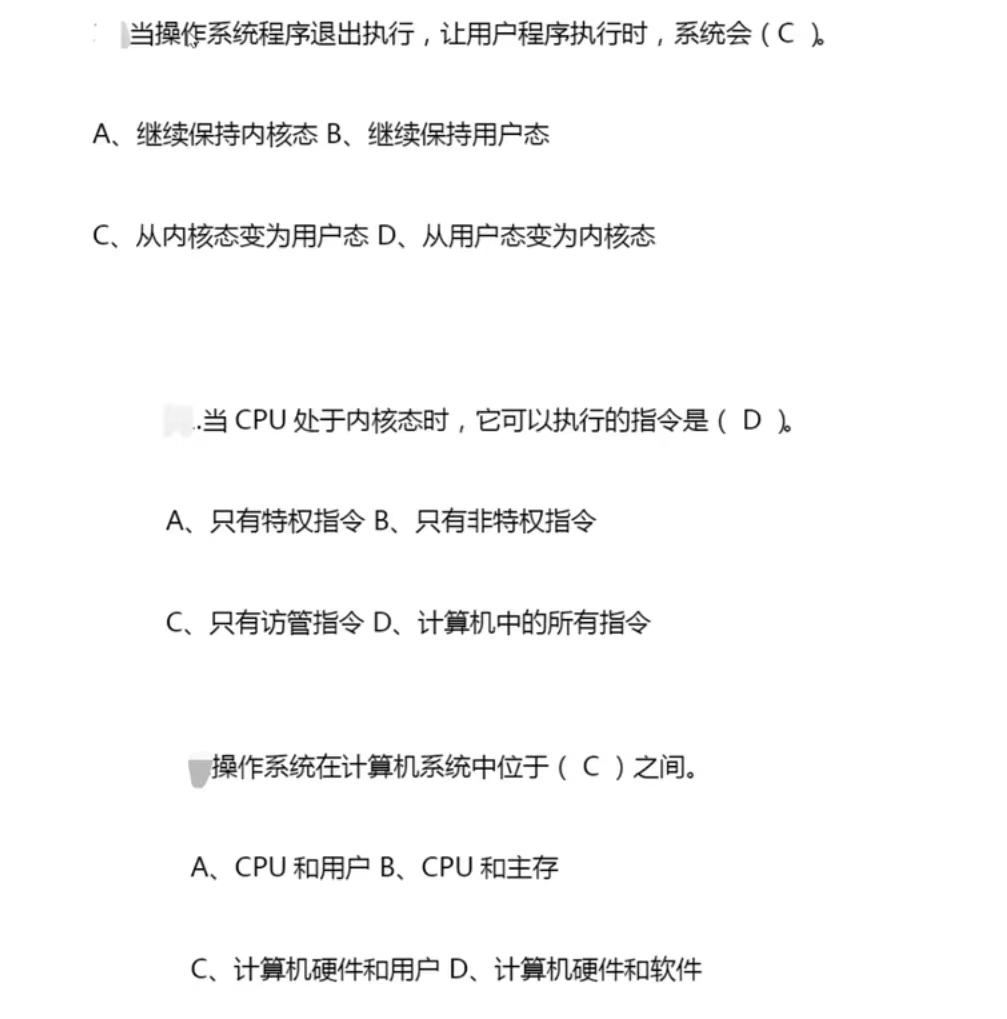 当操作系统程序退出执行，让用户程序执行时，系统会（C ）。
A、继续保持内核态 B、继续保持用户态
C、从内核态变为用户态 D、从用户态变为内核态
.当 CPU 处于内核态时，它可以执行的指令是（ D ）。
A、只有特权指令 B、只有非特权指令
C、只有访管指令 D、计算机中的所有指令
操作系统在计算机系统中位于（ C ）之间。
A、CPU 和用户 B、CPU 和主存
C、计算机硬件和用户 D、计算机硬件和软件